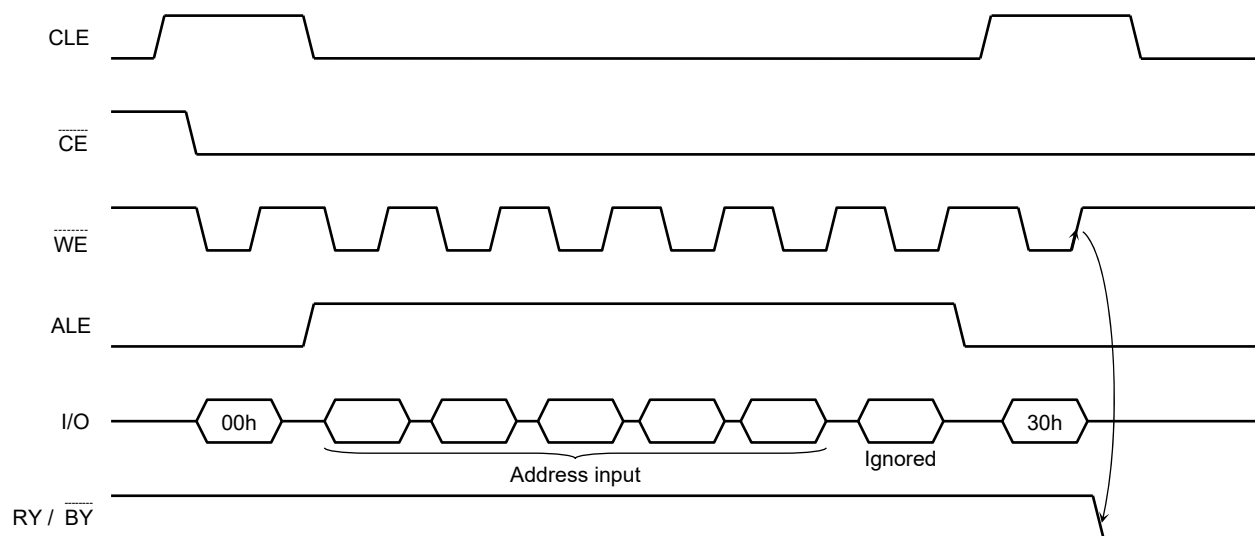 CLE
CE
WE
ALE
I/O
00h
30h
Ignored
Address input
RY / BY